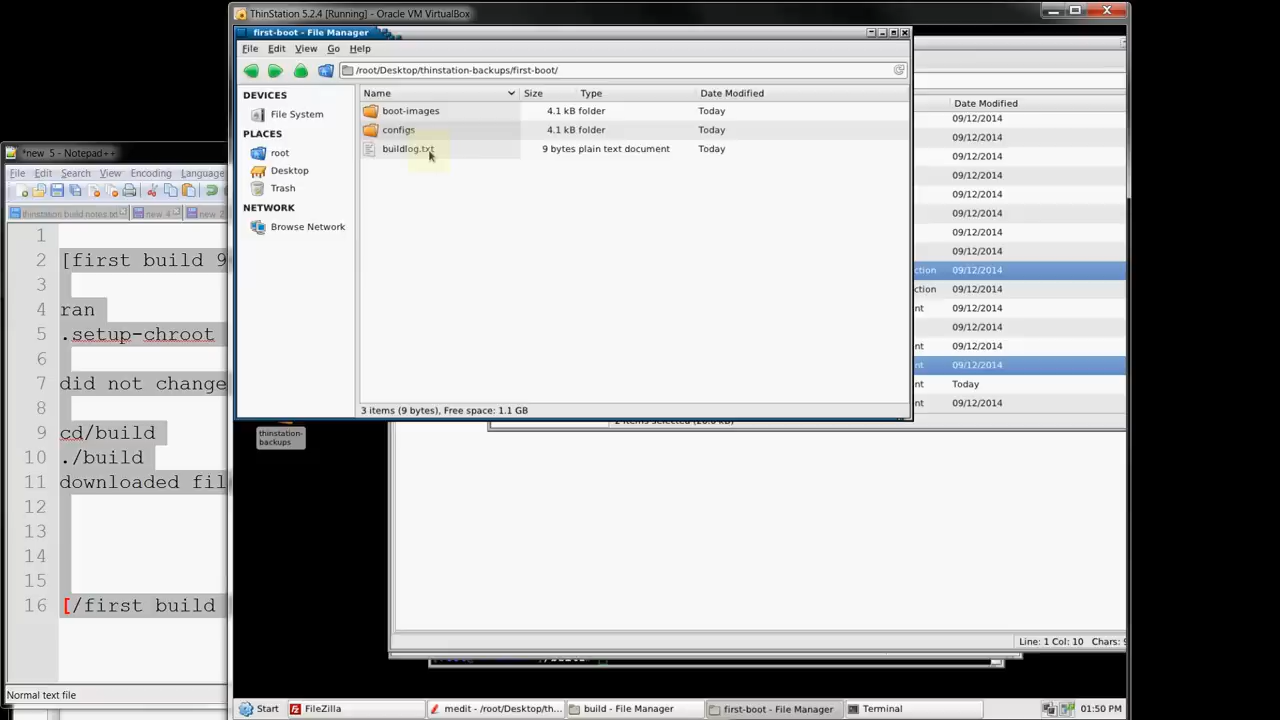 ThinStation 5.2.4 [Running] - Oracle VM VirtualBox
first-boot - File Manager
File Edit View Go Help
/root/Desktop/thinstation-backups/first-boot/
DEVICES
File System
PLACES
root
Desktop
Trash
NETWORK
Browse Network
Name Size Type Date Modified
boot-images 4.1 kB folder Today
configs 4.1 kB folder Today
buildlog.txt 9 bytes plain text document Today
3 items (9 bytes), Free space: 1.1 GB
Date Modified
09/12/2014
09/12/2014
09/12/2014
09/12/2014
09/12/2014
09/12/2014
09/12/2014
09/12/2014
ction 09/12/2014
ction 09/12/2014
nt 09/12/2014
09/12/2014
nt 09/12/2014
nt 09/12/2014
nt Today
nt 09/12/2014
*new 5 - Notepad++
File Edit Search View Encoding Language
thinstation build notes.txt new 4 new 2
1
2 [first build 9
3
4 ran
5 .setup-chroot
6
7 did not change
8
9 cd/build
10 ./build
11 downloaded fil
12
13
14
15
16 [/first build
Normal text file
thinstation-
backups
Line: 1 Col: 10 Chars: 9
Start FileZilla medit - /root/Desktop/th... build - File Manager first-boot - File Manager Terminal 01:50 PM